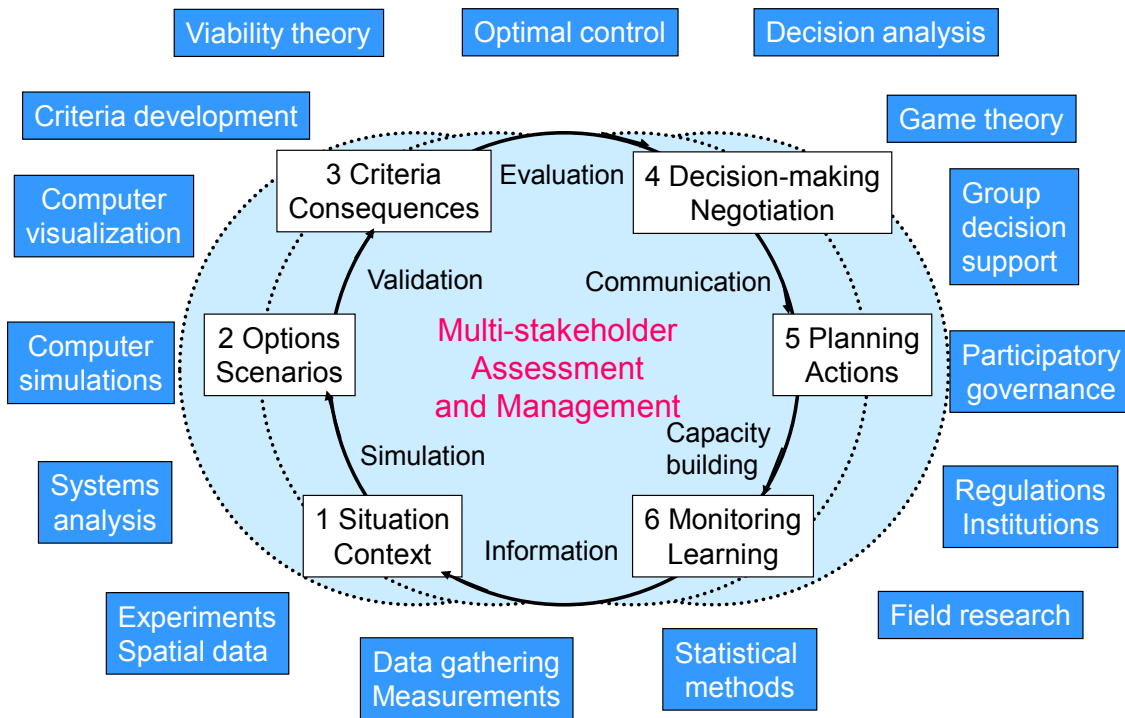 Viability theory
Optimal control
Decision analysis
Criteria development
Game theory
3 Criteria
Consequences
Evaluation
4 Decision-making
Negotiation
Computer
visualization
Group
decision
support
Validation
Communication
2 Options
Scenarios
Multi-stakeholder
Assessment
and Management
5 Planning
Actions
Computer
simulations
Participatory
governance
Simulation
Capacity
building
Systems
analysis
Regulations
Institutions
1 Situation
Context
Information
6 Monitoring
Learning
Experiments
Spatial data
Field research
Data gathering
Measurements
Statistical
methods